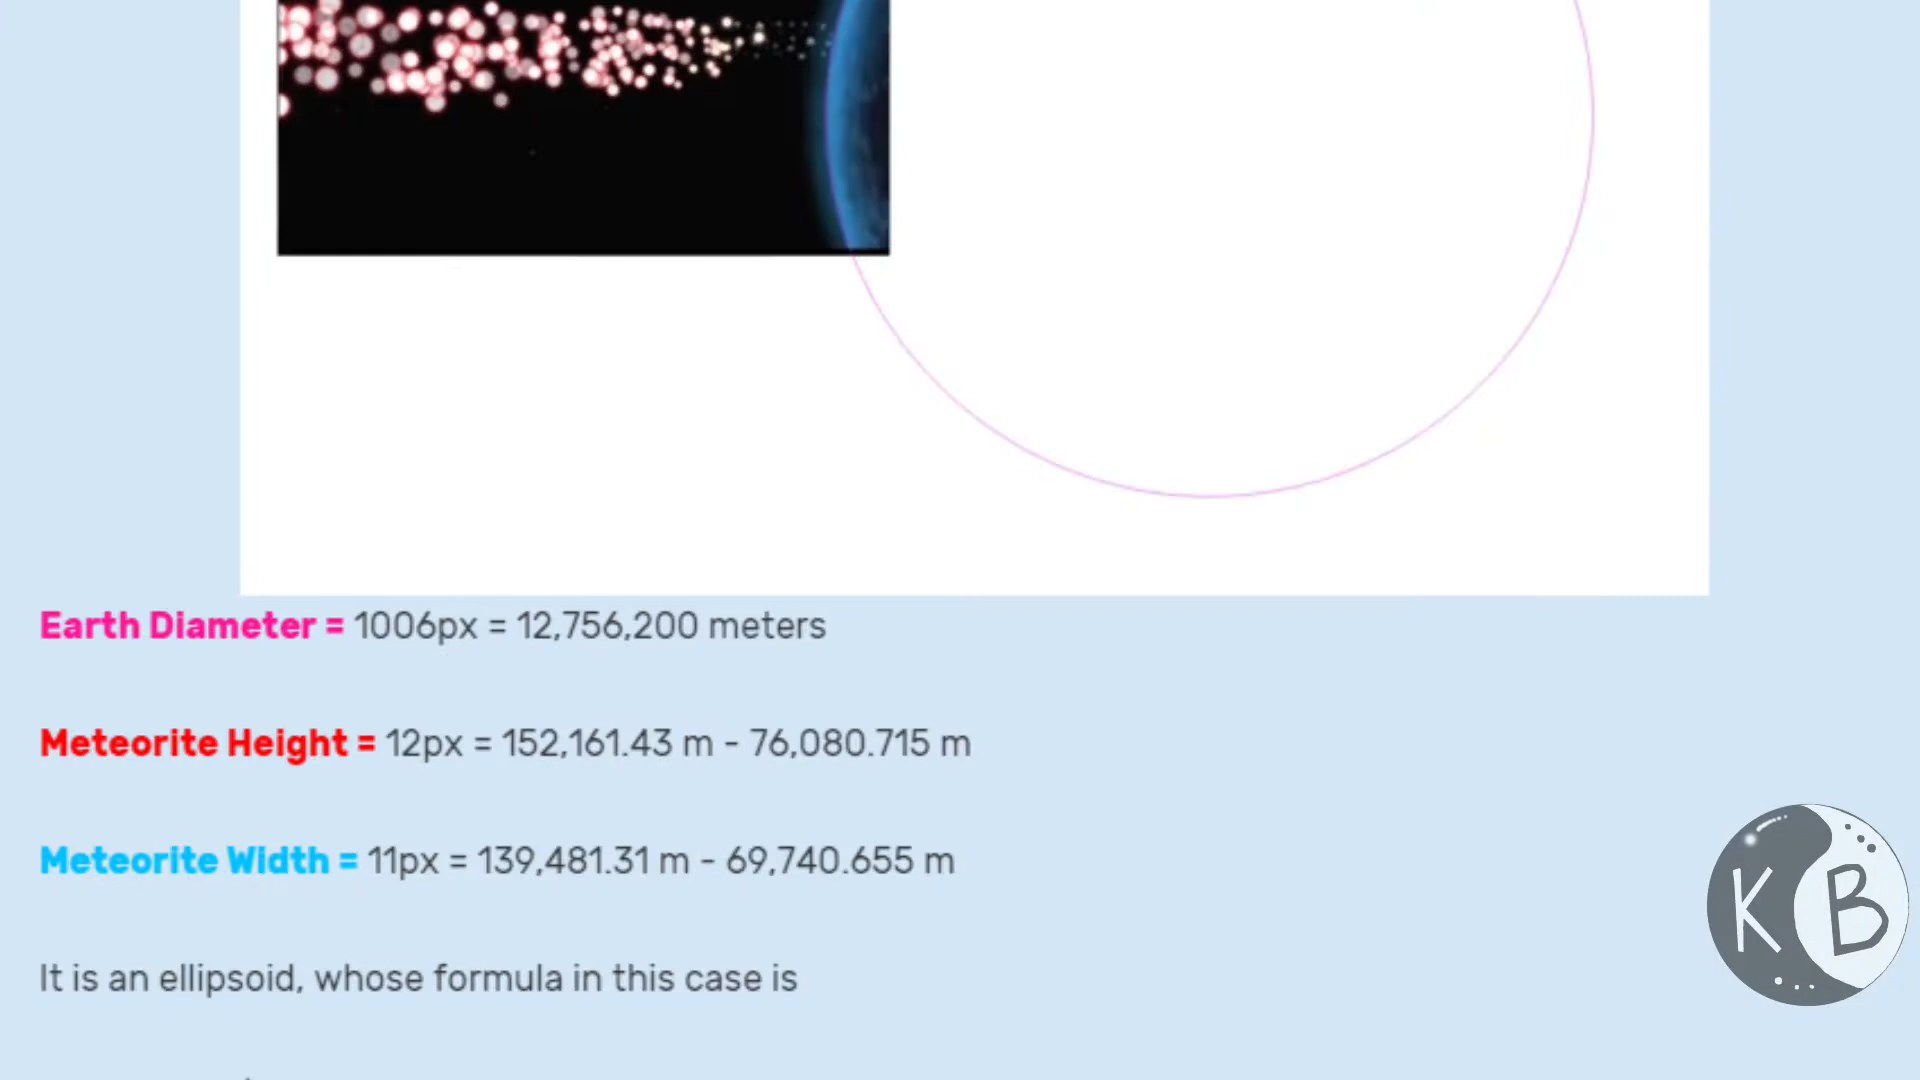 Earth Diameter = 1006px = 12,756,200 meters
Meteorite Height = 12px = 152,161.43 m - 76,080.715 m
Meteorite Width = 11px = 139,481.31 m - 69,740.655 m
It is an ellipsoid, whose formula in this case is
K B